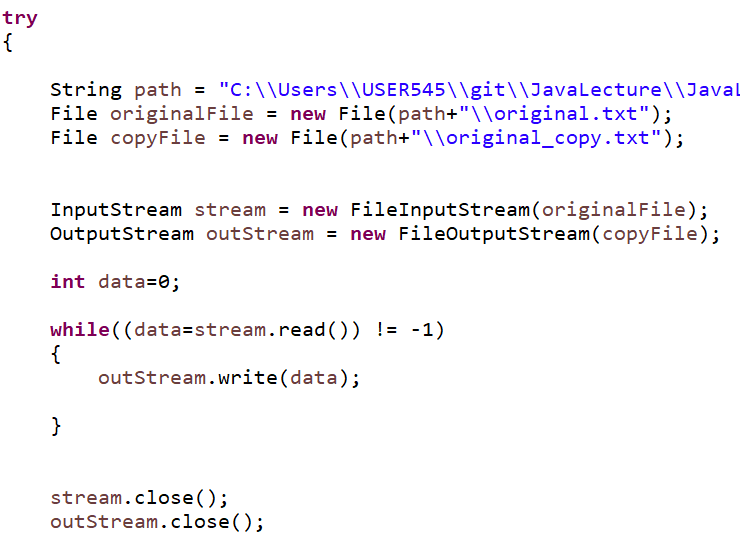 try
{
String path = "C:\\Users\\USER545\\git\\JavaLecture\\JavaL
File originalFile = new File(path+"\\original.txt");
File copyFile = new File(path+"\\original_copy.txt");
InputStream stream = new FileInputStream(originalFile);
OutputStream outStream = new FileOutputStream(copyFile);
int data=0;
while((data=stream.read()) != -1)
{
outStream.write(data);
}
stream.close();
outStream.close();